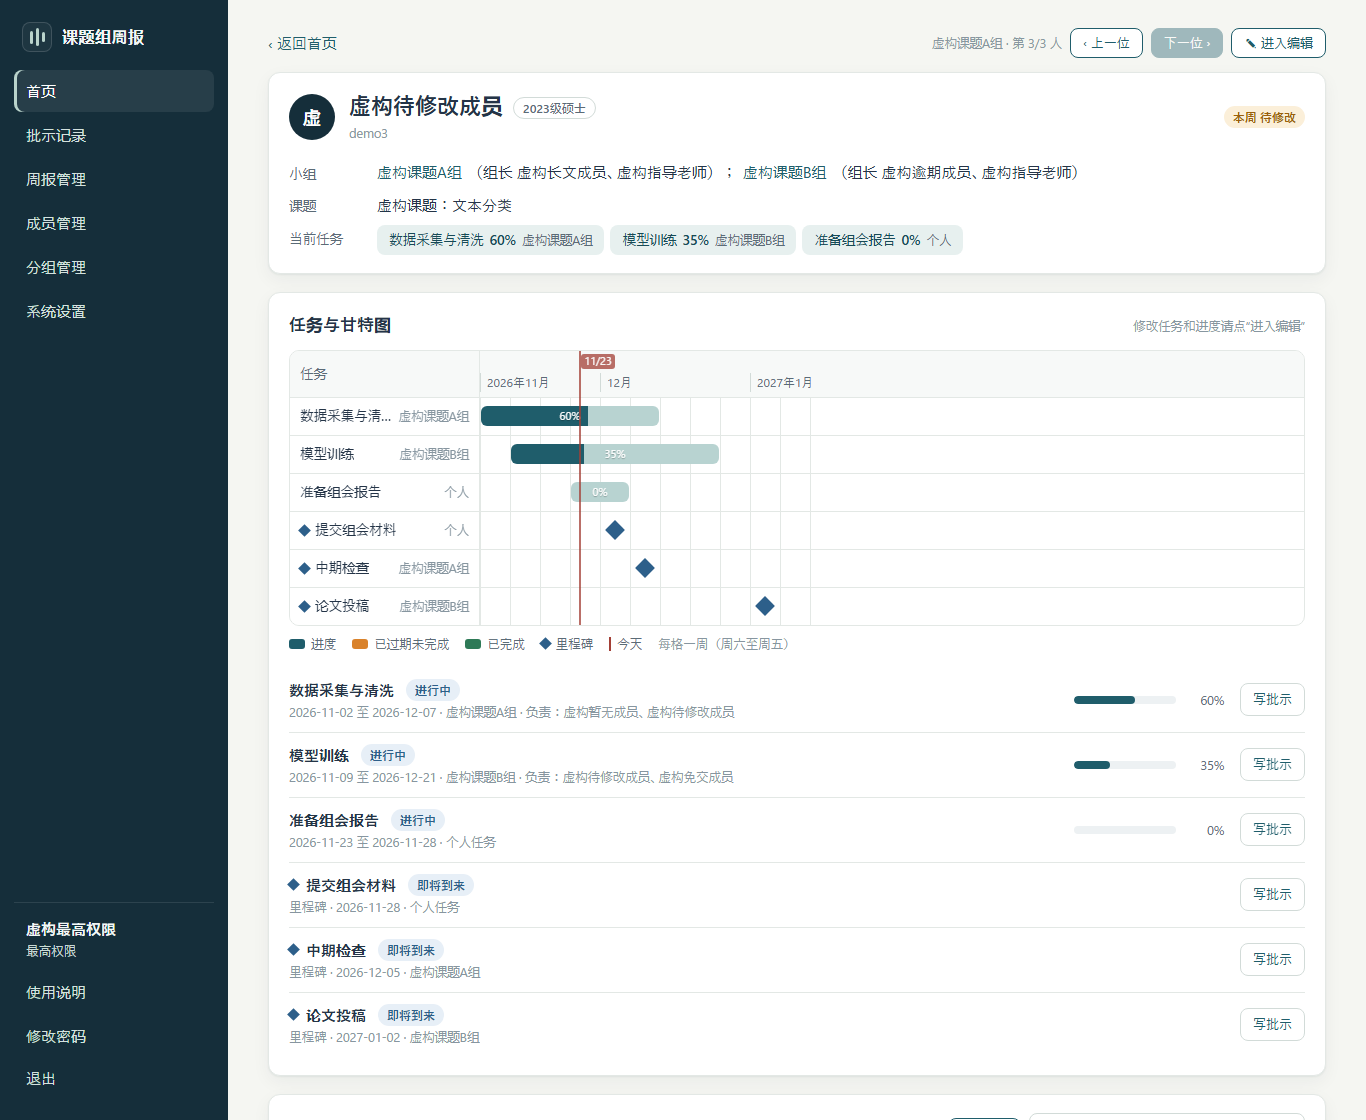 课题组周报
首页
批示记录
周报管理
成员管理
分组管理
系统设置
虚构最高权限
最高权限
使用说明
修改密码
退出
‹ 返回首页
虚构课题A组 · 第 3/3 人
‹ 上一位
下一位 ›
进入编辑
虚
虚构待修改成员
2023级硕士
demo3
本周 待修改
小组
虚构课题A组 （组长 虚构长文成员、虚构指导老师） ； 虚构课题B组 （组长 虚构逾期成员、虚构指导老师）
课题
虚构课题：文本分类
当前任务
数据采集与清洗 60% 虚构课题A组
模型训练 35% 虚构课题B组
准备组会报告 0% 个人
任务与甘特图
修改任务和进度请点“进入编辑”
任务
11/23
2026年11月
12月
2027年1月
数据采集与清... 虚构课题A组
60%
模型训练 虚构课题B组
35%
准备组会报告 个人
0%
提交组会材料 个人
中期检查 虚构课题A组
论文投稿 虚构课题B组
进度
已过期未完成
已完成
里程碑
今天
每格一周（周六至周五）
数据采集与清洗 进行中
2026-11-02 至 2026-12-07 · 虚构课题A组 · 负责：虚构暂无成员、虚构待修改成员
60%
写批示
模型训练 进行中
2026-11-09 至 2026-12-21 · 虚构课题B组 · 负责：虚构待修改成员、虚构免交成员
35%
写批示
准备组会报告 进行中
2026-11-23 至 2026-11-28 · 个人任务
0%
写批示
提交组会材料 即将到来
里程碑 · 2026-11-28 · 个人任务
写批示
中期检查 即将到来
里程碑 · 2026-12-05 · 虚构课题A组
写批示
论文投稿 即将到来
里程碑 · 2027-01-02 · 虚构课题B组
写批示